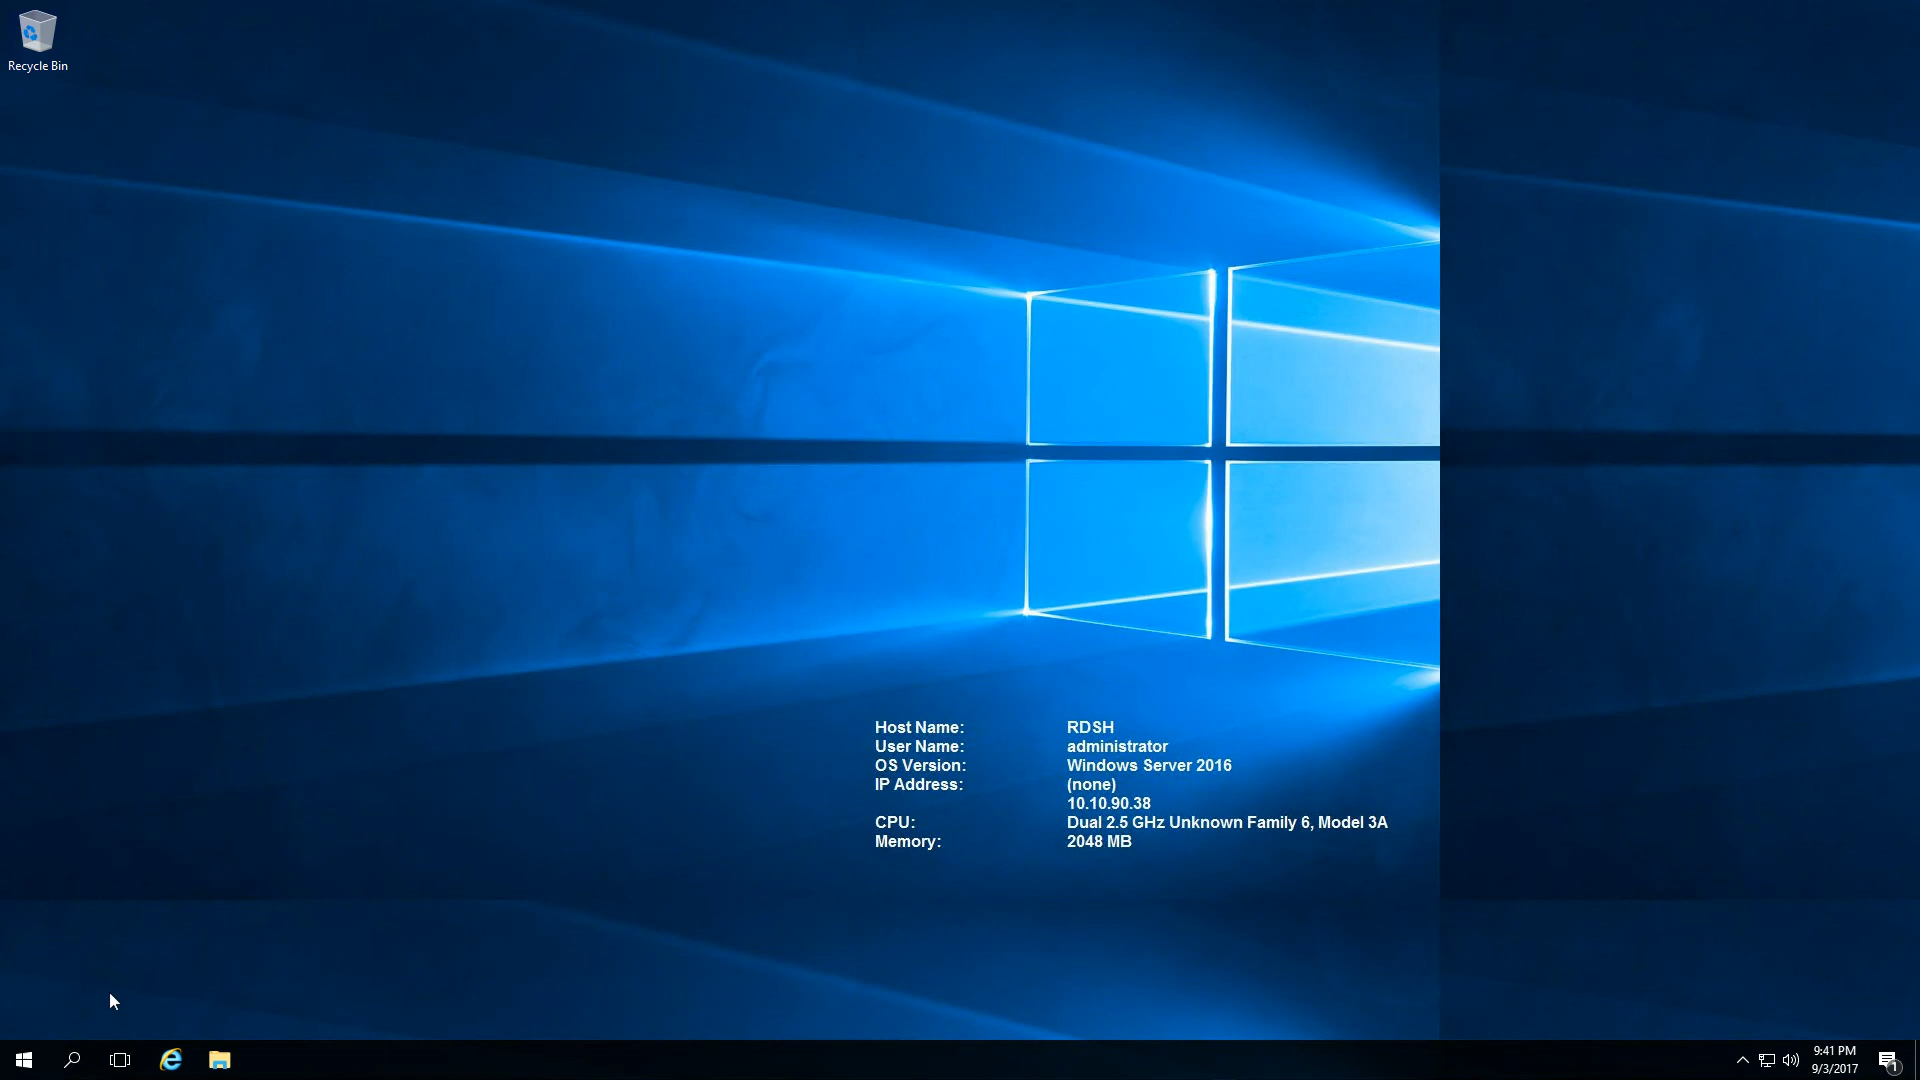 Recycle Bin
Host Name: RDSH
User Name: administrator
OS Version: Windows Server 2016
IP Address: (none)
10.10.90.38
CPU: Dual 2.5 GHz Unknown Family 6, Model 3A
Memory: 2048 MB
9:41 PM
9/3/2017
1